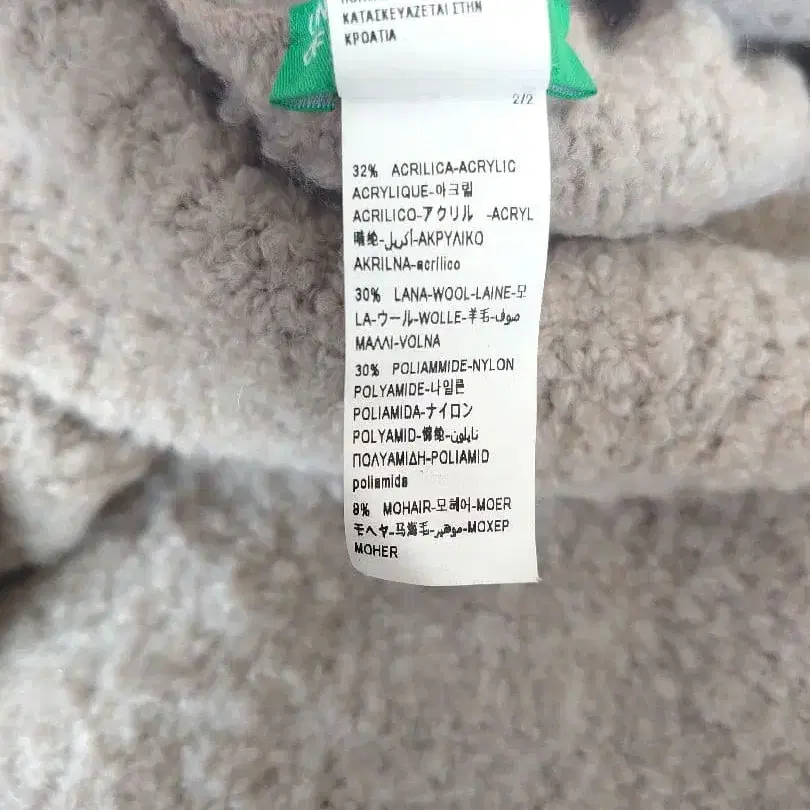 ΚΑΤΑΣΚΕΥΑΖΕΤΑΙ ΣΤΗΝ
ΚΡΟΑΤΙΑ
2/2
32% ACRILICA-ACRYLIC
ACRYLIQUE-아크릴
ACRILICO-アクリル -ACRYL
腈纶-أكريل-ΑΚΡΥΛΙΚΟ
AKRILNA-acrílico
30% LANA-WOOL-LAINE-모
LA-ウール-WOLLE-羊毛-صوف
ΜΑΛΛΙ-VOLNA
30% POLIAMMIDE-NYLON
POLYAMIDE-나일론
POLIAMIDA-ナイロン
POLYAMID-锦纶-نايلون
ΠΟΛΥΑΜΙΔΗ-POLIAMID
poliamida
8% MOHAIR-모헤어-MOER
モヘヤ-马海毛-موهير-ΜΟΧΕΡ
MOHER